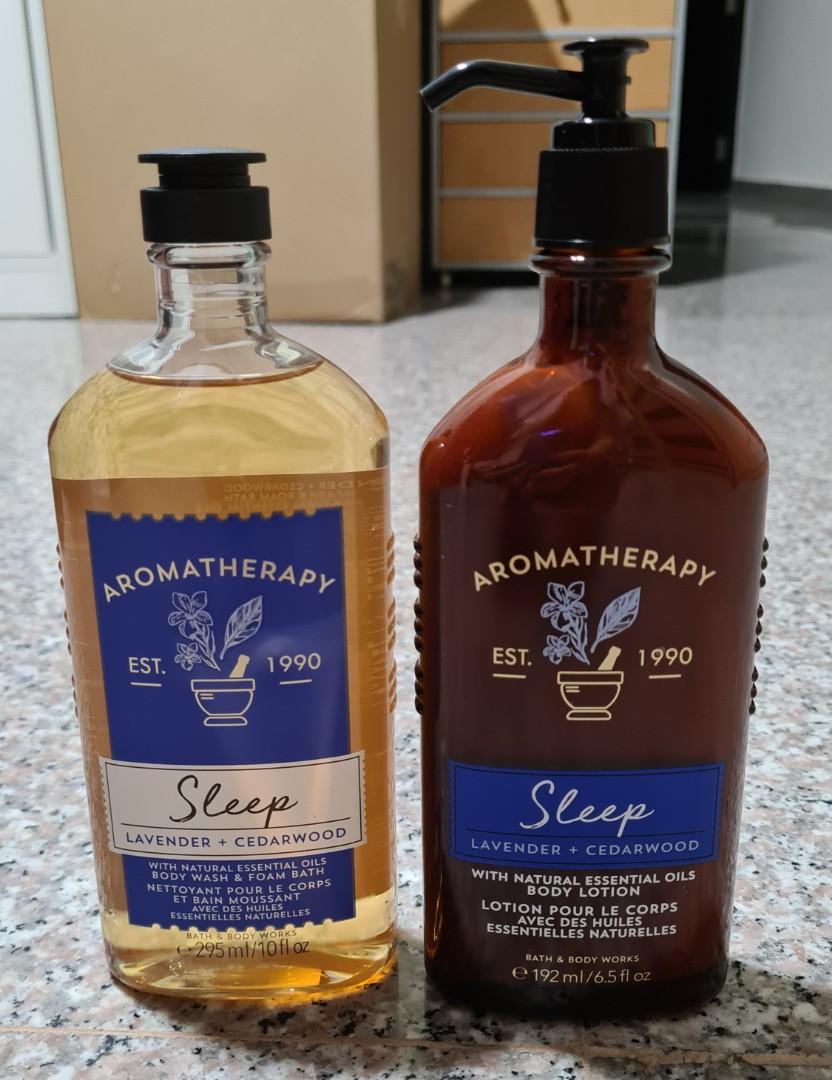 AROMATHERAPY
EST. 1990
Sleep
LAVENDER + CEDARWOOD
WITH NATURAL ESSENTIAL OILS
BODY WASH & FOAM BATH
NETTOYANT POUR LE CORPS
ET BAIN MOUSSANT
AVEC DES HUILES
ESSENTIELLES NATURELLES
BATH & BODY WORKS
℮ 295 ml/10 fl oz
AROMATHERAPY
EST. 1990
Sleep
LAVENDER + CEDARWOOD
WITH NATURAL ESSENTIAL OILS
BODY LOTION
LOTION POUR LE CORPS
AVEC DES HUILES
ESSENTIELLES NATURELLES
BATH & BODY WORKS
℮ 192 ml/6.5 fl oz